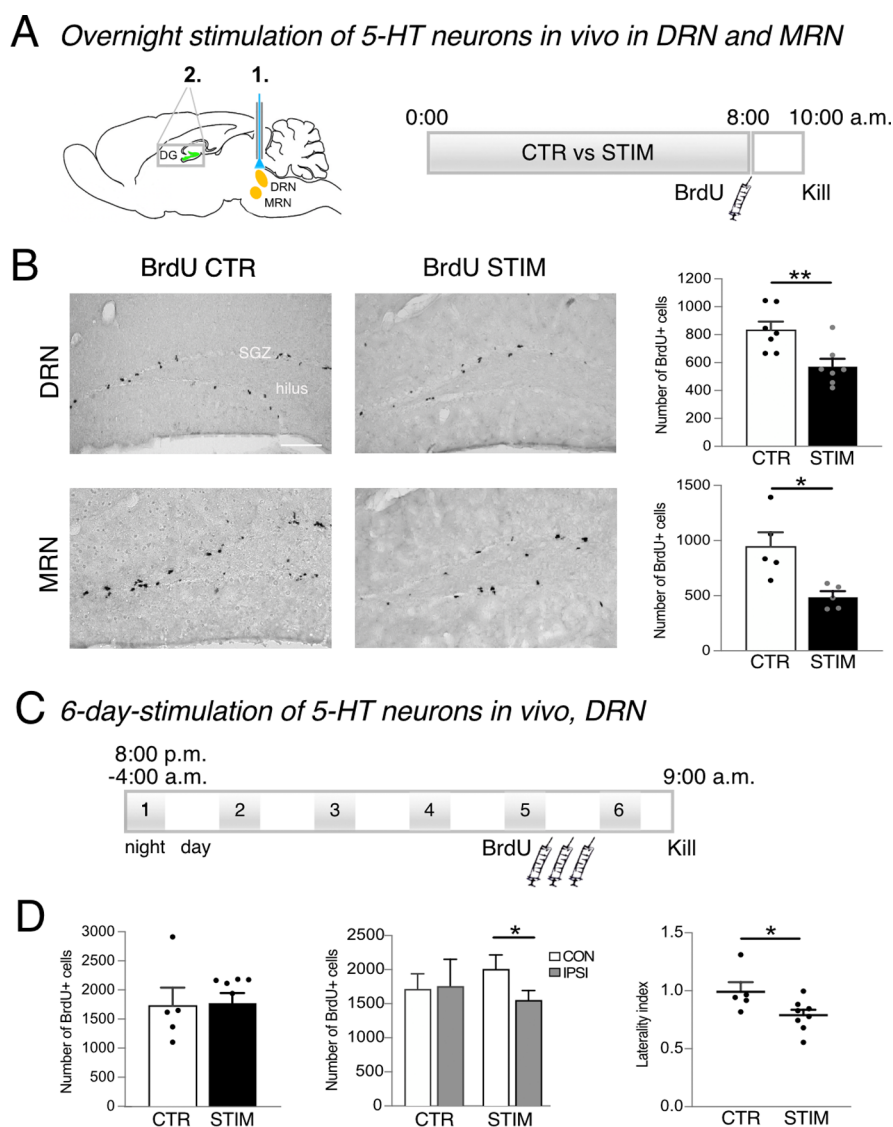 A Overnight stimulation of 5-HT neurons in vivo in DRN and MRN
2. 1.
DG
DRN
MRN
0:00 8:00 10:00 a.m.
CTR vs STIM
BrdU Kill
B BrdU CTR BrdU STIM
DRN
SGZ
hilus
Number of BrdU+ cells
1200
1000
800
600
400
200
0
**
CTR STIM
MRN
Number of BrdU+ cells
1500
1000
500
0
*
CTR STIM
C 6-day-stimulation of 5-HT neurons in vivo, DRN
8:00 p.m.
-4:00 a.m. 9:00 a.m.
1 2 3 4 5 6
night day BrdU Kill
D
Number of BrdU+ cells
3000
2500
2000
1500
1000
500
0
CTR STIM
Number of BrdU+ cells
2500
2000
1500
1000
500
0
*
CON
IPSI
CTR STIM
Laterality index
1.5
1.0
0.5
0.0
*
CTR STIM